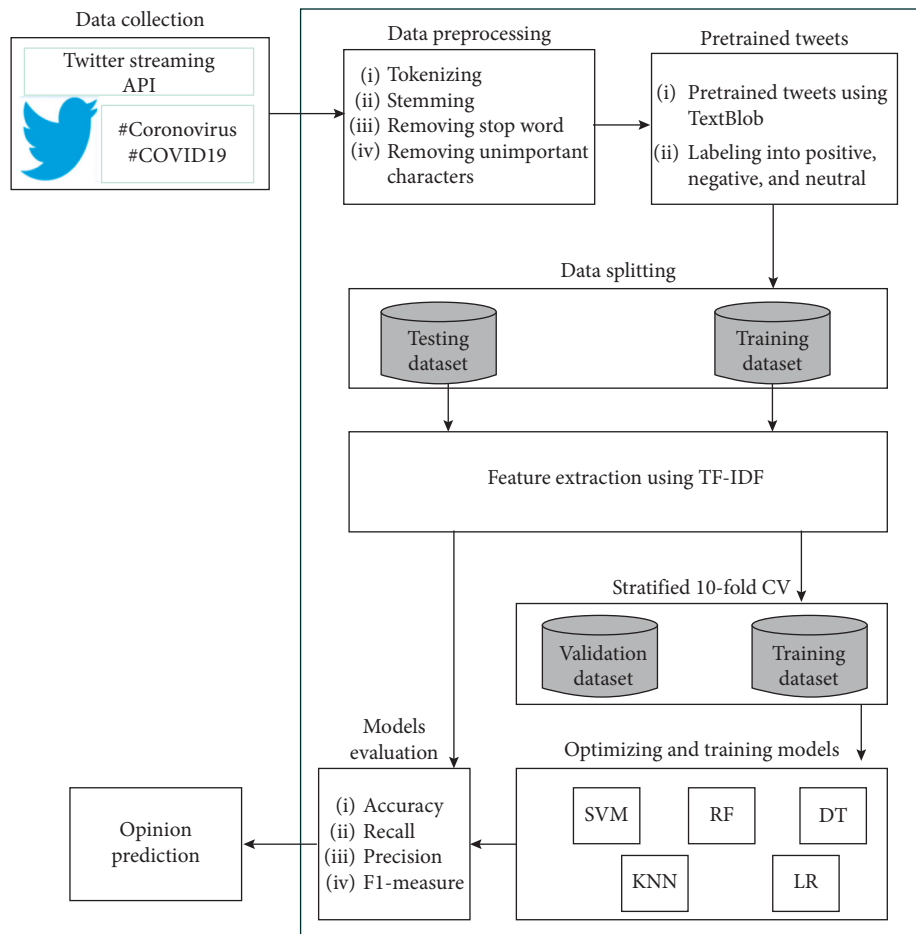 Data collection
Twitter streaming
API
#Coronovirus
#COVID19
Data preprocessing
(i) Tokenizing
(ii) Stemming
(iii) Removing stop word
(iv) Removing unimportant
characters
Pretrained tweets
(i) Pretrained tweets using
TextBlob
(ii) Labeling into positive,
negative, and neutral
Data splitting
Testing
dataset
Training
dataset
Feature extraction using TF-IDF
Stratified 10-fold CV
Validation
dataset
Training
dataset
Optimizing and training models
SVM
RF
DT
KNN
LR
Models
evaluation
(i) Accuracy
(ii) Recall
(iii) Precision
(iv) F1-measure
Opinion
prediction